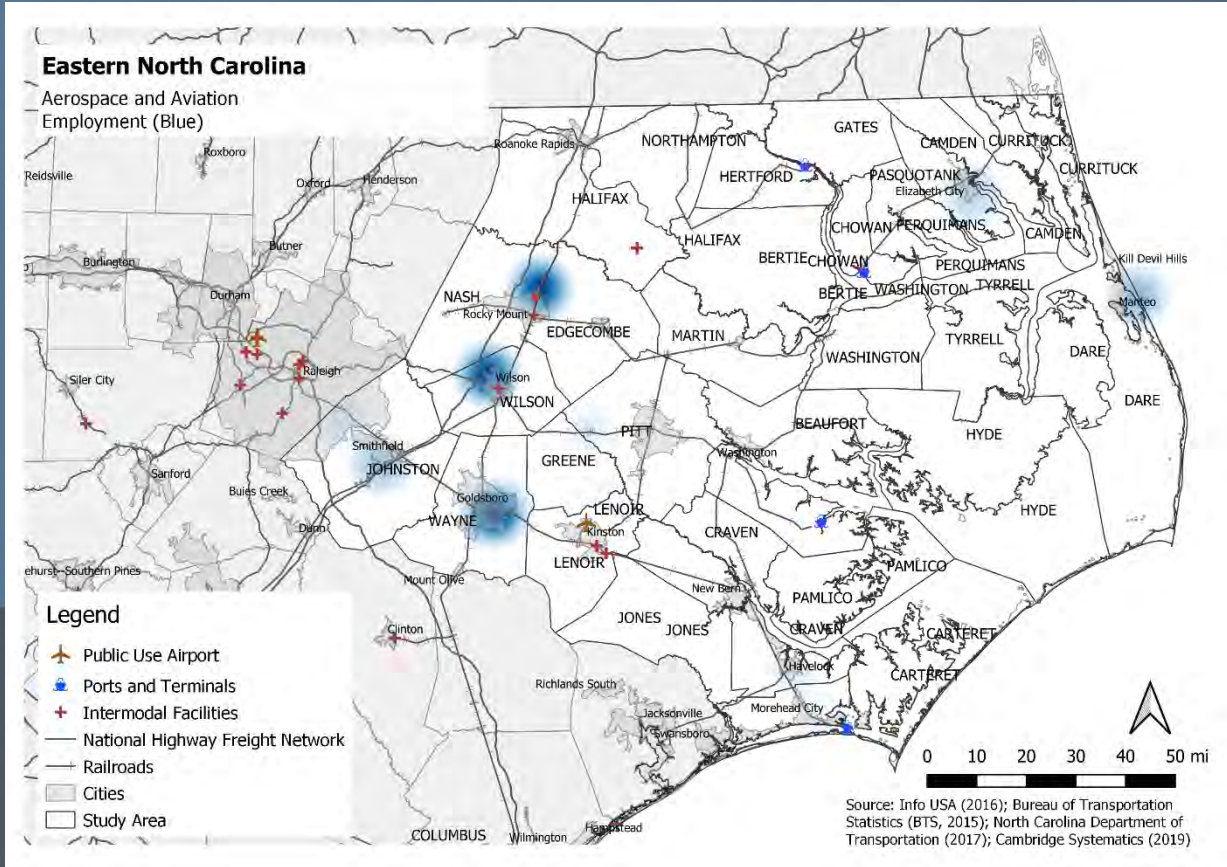 Eastern North Carolina
Aerospace and Aviation
Employment (Blue)
Roxboro
Reidsville
Oxford
Henderson
Roanoke Rapids
NORTHAMPTON
GATES
CAMDEN
CURRITUCK
CURRITUCK
HERTFORD
PASQUOTANK
Elizabeth City
HALIFAX
Butner
Burlington
Durham
HALIFAX
CHOWAN
PERQUIMANS
CAMDEN
BERTIE
CHOWAN
PERQUIMANS
Kill Devil Hills
BERTIE
WASHINGTON
TYRRELL
Manteo
NASH
Rocky Mount
EDGECOMBE
MARTIN
TYRRELL
DARE
WASHINGTON
Raleigh
Siler City
Wilson
WILSON
DARE
BEAUFORT
HYDE
PITT
Smithfield
JOHNSTON
GREENE
Washington
Sanford
Buies Creek
Goldsboro
WAYNE
LENOIR
Kinston
HYDE
Dunn
CRAVEN
LENOIR
PAMLICO
ehurst--Southern Pines
Mount Olive
New Bern
PAMLICO
JONES
JONES
CRAVEN
CARTERET
Clinton
Havelock
CARTERET
Richlands South
Morehead City
Jacksonville
Swansboro
Hampstead
Wilmington
COLUMBUS
Legend
Public Use Airport
Ports and Terminals
Intermodal Facilities
National Highway Freight Network
Railroads
Cities
Study Area
0 10 20 30 40 50 mi
Source: Info USA (2016); Bureau of Transportation
Statistics (BTS, 2015); North Carolina Department of
Transportation (2017); Cambridge Systematics (2019)